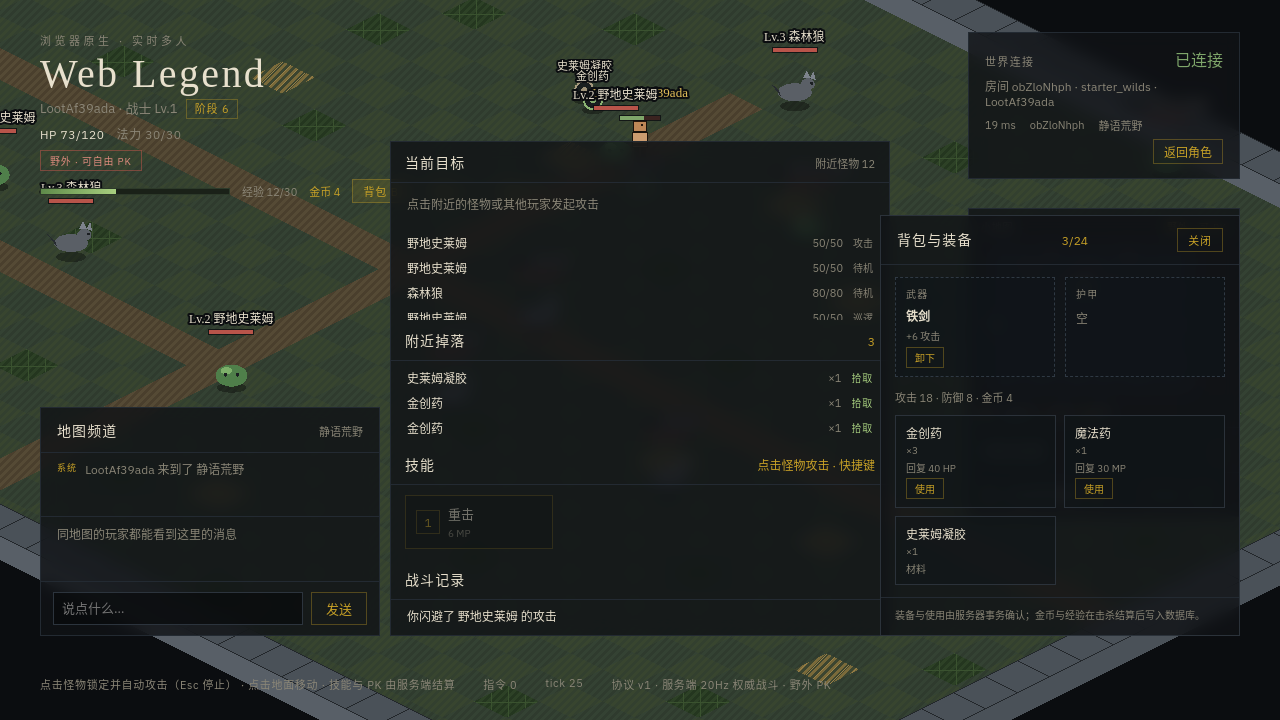 浏览器原生 · 实时多人
Web Legend
LootAf39ada · 战士 Lv.1 阶段 6
HP 73/120 法力 30/30
野外 · 可自由 PK
Lv.3 森林狼
经验 12/30 金币 4 背包
史莱姆
史莱姆凝胶
金创药
Lv.2 野地史莱姆
39ada
Lv.3 森林狼
Lv.2 野地史莱姆
世界连接 已连接
房间 obZloNhph · starter_wilds ·
LootAf39ada
19 ms obZloNhph 静语荒野
返回角色
当前目标 附近怪物 12
点击附近的怪物或其他玩家发起攻击
野地史莱姆 50/50 攻击
野地史莱姆 50/50 待机
森林狼 80/80 待机
野地史莱姆 50/50 巡逻
附近掉落 3
史莱姆凝胶 ×1 拾取
金创药 ×1 拾取
金创药 ×1 拾取
技能 点击怪物攻击 · 快捷键
1 重击
6 MP
战斗记录
你闪避了 野地史莱姆 的攻击
背包与装备 3/24 关闭
武器
铁剑
+6 攻击
卸下
护甲
空
攻击 18 · 防御 8 · 金币 4
金创药
×3
回复 40 HP
使用
魔法药
×1
回复 30 MP
使用
史莱姆凝胶
×1
材料
装备与使用由服务器事务确认；金币与经验在击杀结算后写入数据库。
地图频道 静语荒野
系统 LootAf39ada 来到了 静语荒野
同地图的玩家都能看到这里的消息
说点什么… 发送
点击怪物锁定并自动攻击（Esc 停止） · 点击地面移动 · 技能与 PK 由服务端结算 指令 0 tick 25 协议 v1 · 服务端 20Hz 权威战斗 · 野外 PK